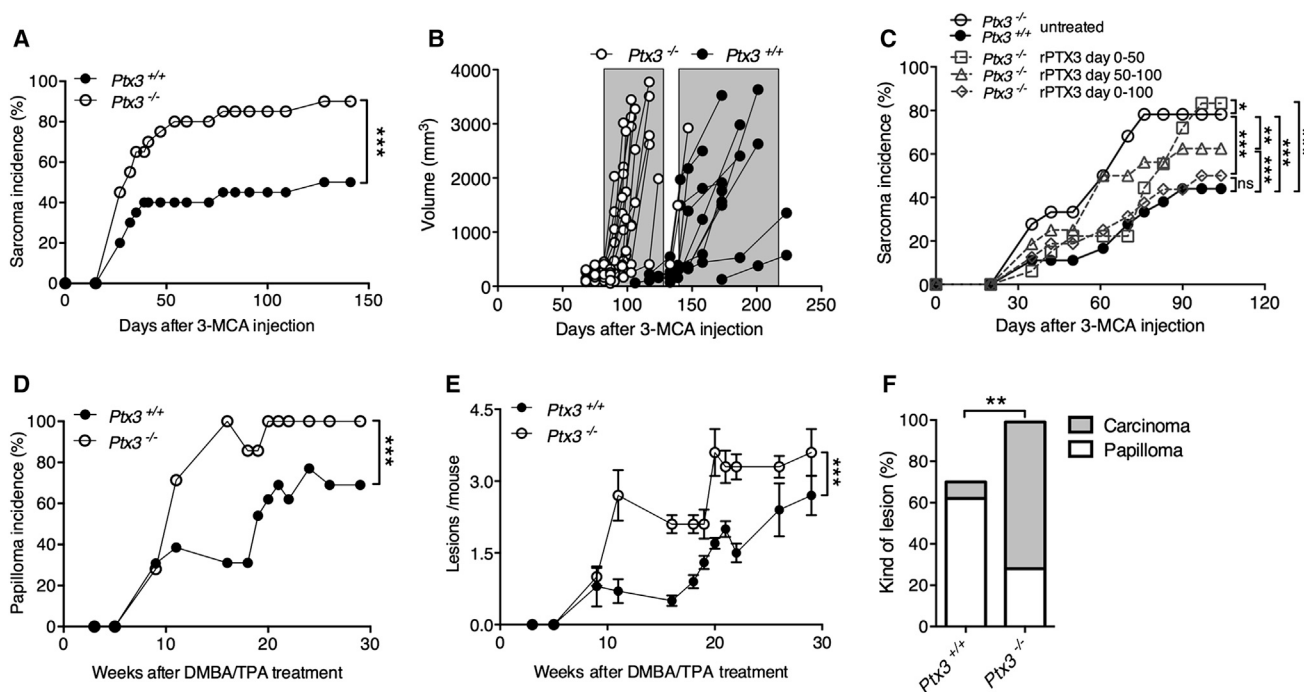 A
Ptx3 +/+
Ptx3 -/-
Sarcoma incidence (%)
100
80
60
40
20
0
***
0 50 100 150
Days after 3-MCA injection
B
Ptx3 -/- Ptx3 +/+
Volume (mm3)
4000
3000
2000
1000
0
50 100 150 200 250
Days after 3-MCA injection
C
Ptx3 -/-
Ptx3 +/+
untreated
Ptx3 -/- rPTX3 day 0-50
Ptx3 -/- rPTX3 day 50-100
Ptx3 -/- rPTX3 day 0-100
Sarcoma incidence (%)
100
80
60
40
20
0
*
***
ns
**
***
***
0 30 60 90 120
Days after 3-MCA injection
D
Ptx3 +/+
Ptx3 -/-
Papilloma incidence (%)
100
80
60
40
20
0
***
0 10 20 30
Weeks after DMBA/TPA treatment
E
Ptx3 +/+
Ptx3 -/-
Lesions /mouse
4.5
3.0
1.5
0.0
***
0 10 20 30
Weeks after DMBA/TPA treatment
F
**
Carcinoma
Papilloma
Kind of lesion (%)
100
80
60
40
20
0
Ptx3 +/+
Ptx3 -/-